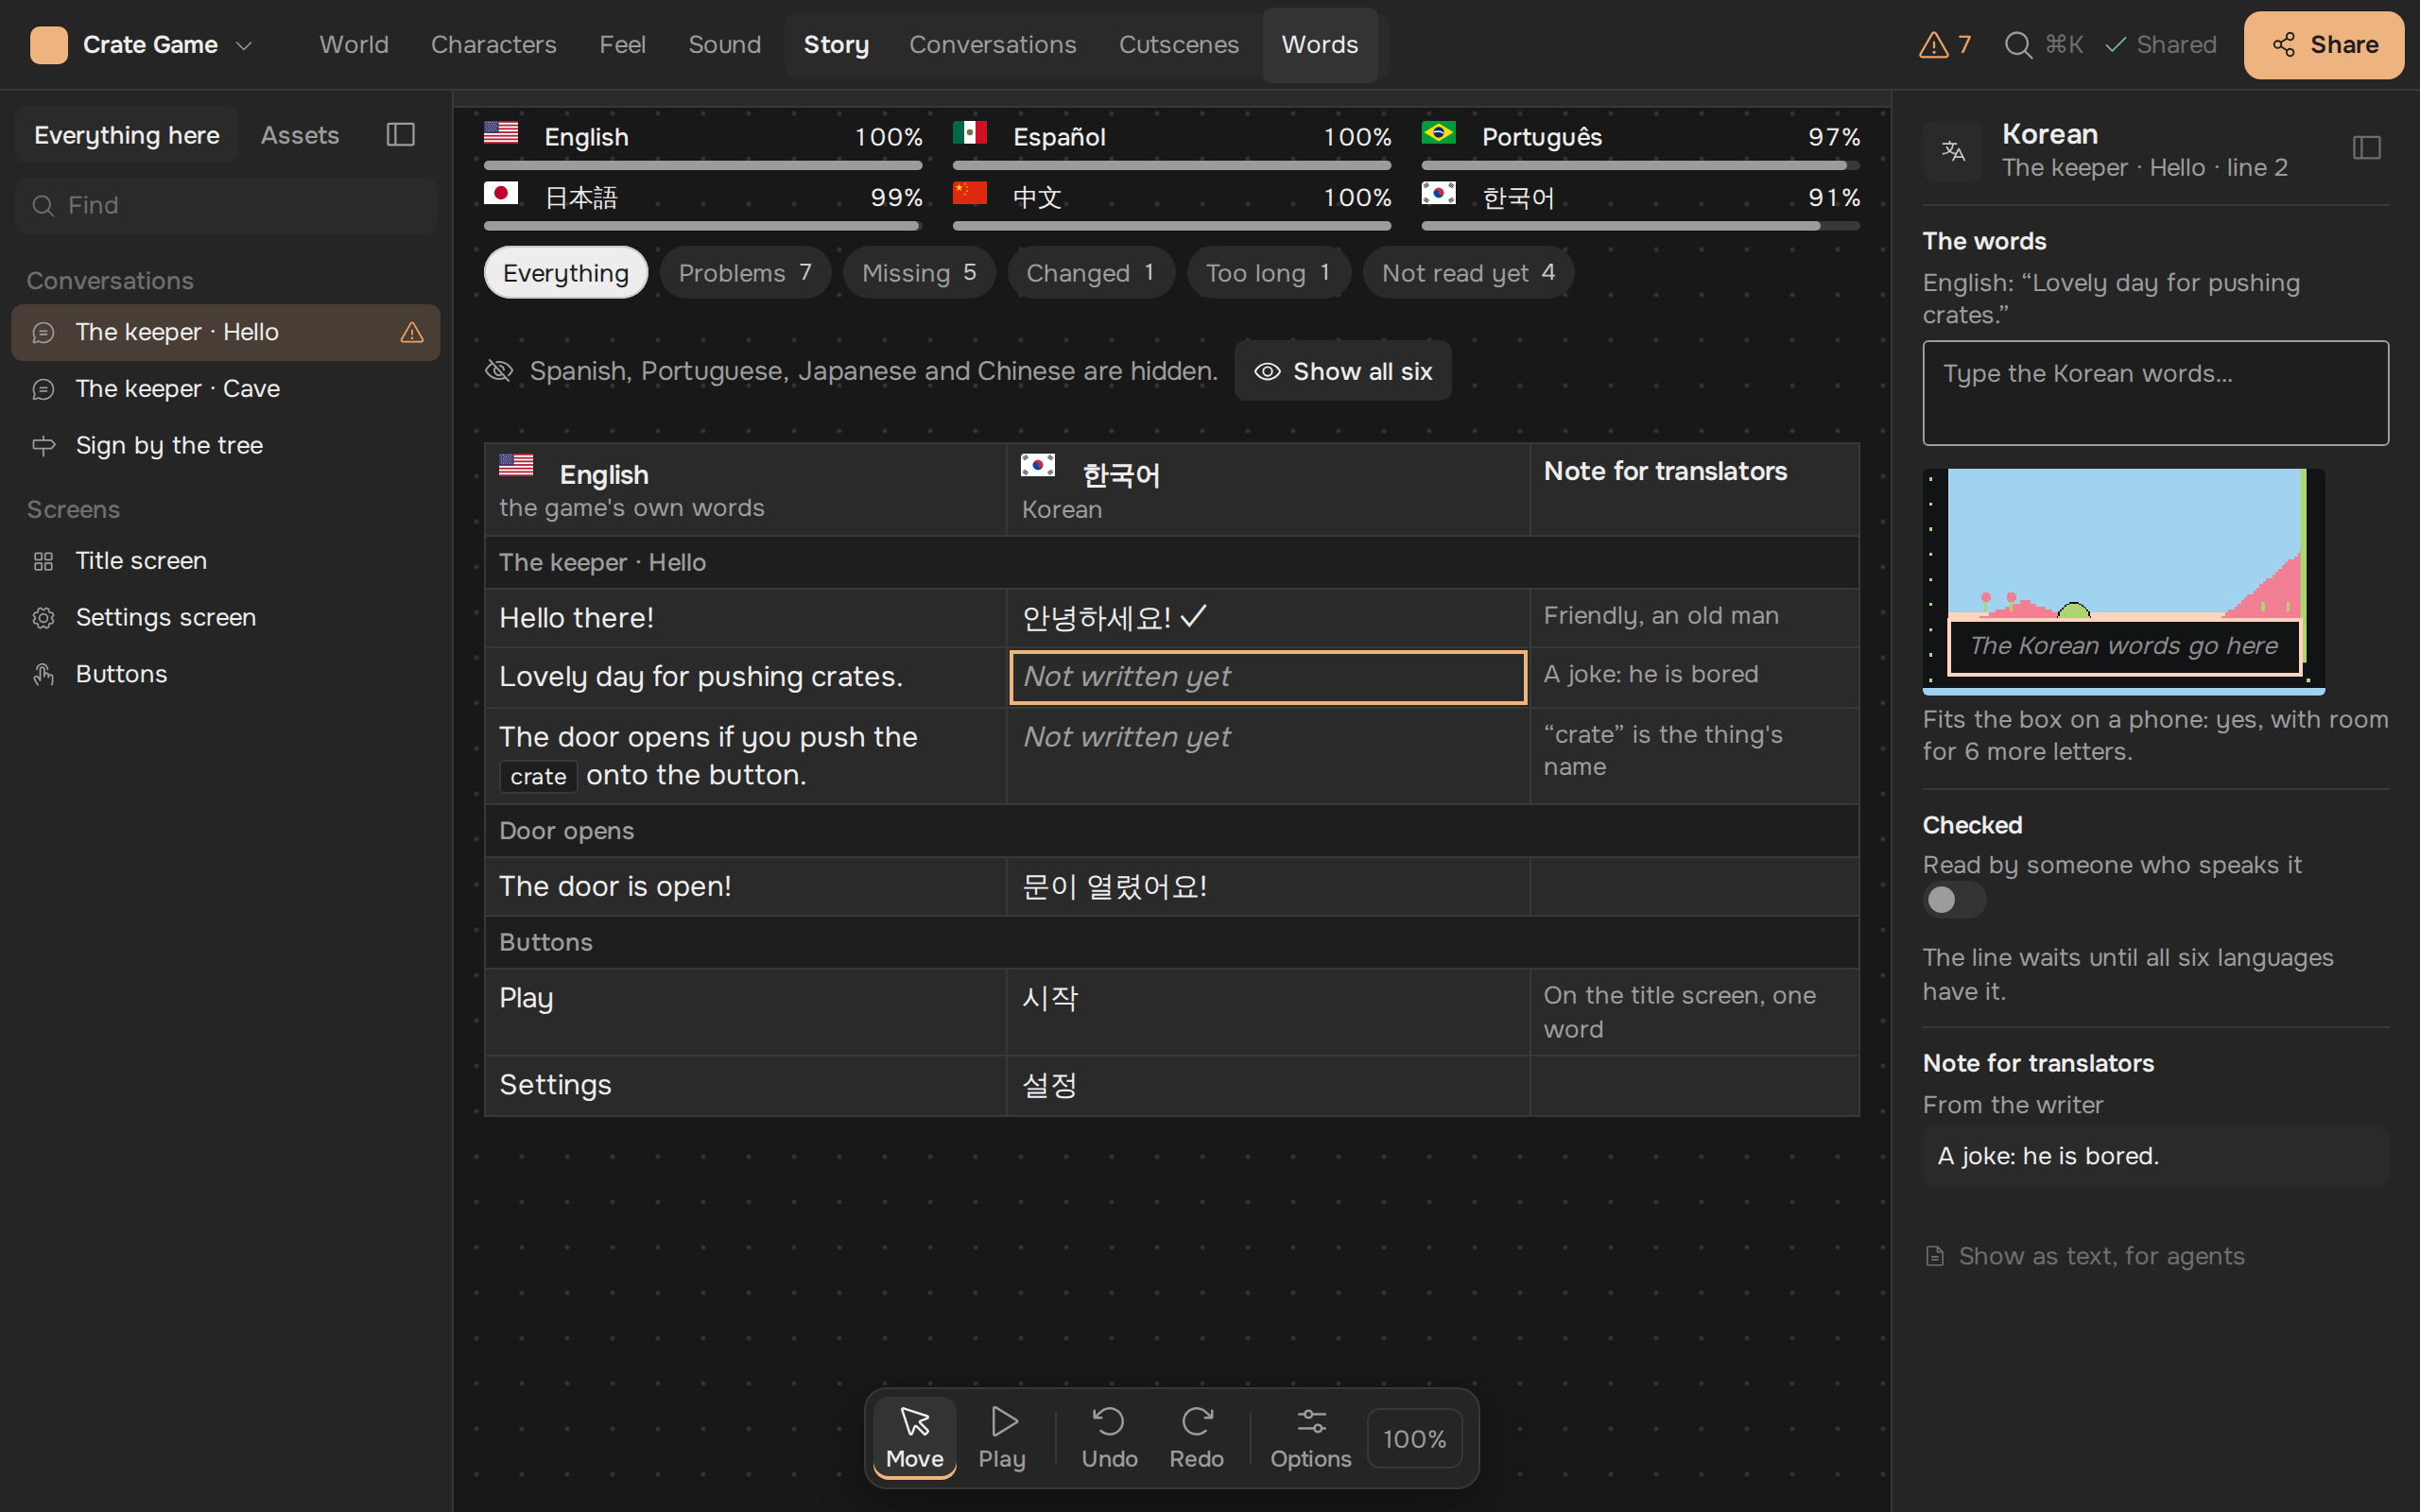 Crate Game
World
Characters
Feel
Sound
Story
Conversations
Cutscenes
Words
7
⌘K
Shared
Share
Everything here
Assets
Find
Conversations
The keeper · Hello
The keeper · Cave
Sign by the tree
Screens
Title screen
Settings screen
Buttons
English 100%
Español 100%
Português 97%
日本語 99%
中文 100%
한국어 91%
Everything
Problems 7
Missing 5
Changed 1
Too long 1
Not read yet 4
Spanish, Portuguese, Japanese and Chinese are hidden.
Show all six
English
the game's own words
한국어
Korean
Note for translators
The keeper · Hello
Hello there!
안녕하세요! ✓
Friendly, an old man
Lovely day for pushing crates.
Not written yet
A joke: he is bored
The door opens if you push the
crate onto the button.
Not written yet
“crate” is the thing's
name
Door opens
The door is open!
문이 열렸어요!
Buttons
Play
시작
On the title screen, one
word
Settings
설정
Move
Play
Undo
Redo
Options
100%
Korean
The keeper · Hello · line 2
The words
English: “Lovely day for pushing
crates.”
Type the Korean words...
The Korean words go here
Fits the box on a phone: yes, with room
for 6 more letters.
Checked
Read by someone who speaks it
The line waits until all six languages
have it.
Note for translators
From the writer
A joke: he is bored.
Show as text, for agents